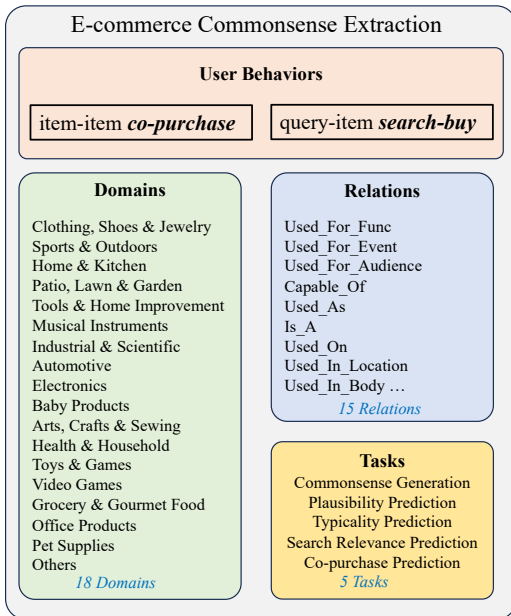 E-commerce Commonsense Extraction
User Behaviors
item-item co-purchase
query-item search-buy
Domains
Clothing, Shoes & Jewelry
Sports & Outdoors
Home & Kitchen
Patio, Lawn & Garden
Tools & Home Improvement
Musical Instruments
Industrial & Scientific
Automotive
Electronics
Baby Products
Arts, Crafts & Sewing
Health & Household
Toys & Games
Video Games
Grocery & Gourmet Food
Office Products
Pet Supplies
Others
18 Domains
Relations
Used_For_Func
Used_For_Event
Used_For_Audience
Capable_Of
Used_As
Is_A
Used_On
Used_In_Location
Used_In_Body ...
15 Relations
Tasks
Commonsense Generation
Plausibility Prediction
Typicality Prediction
Search Relevance Prediction
Co-purchase Prediction
5 Tasks